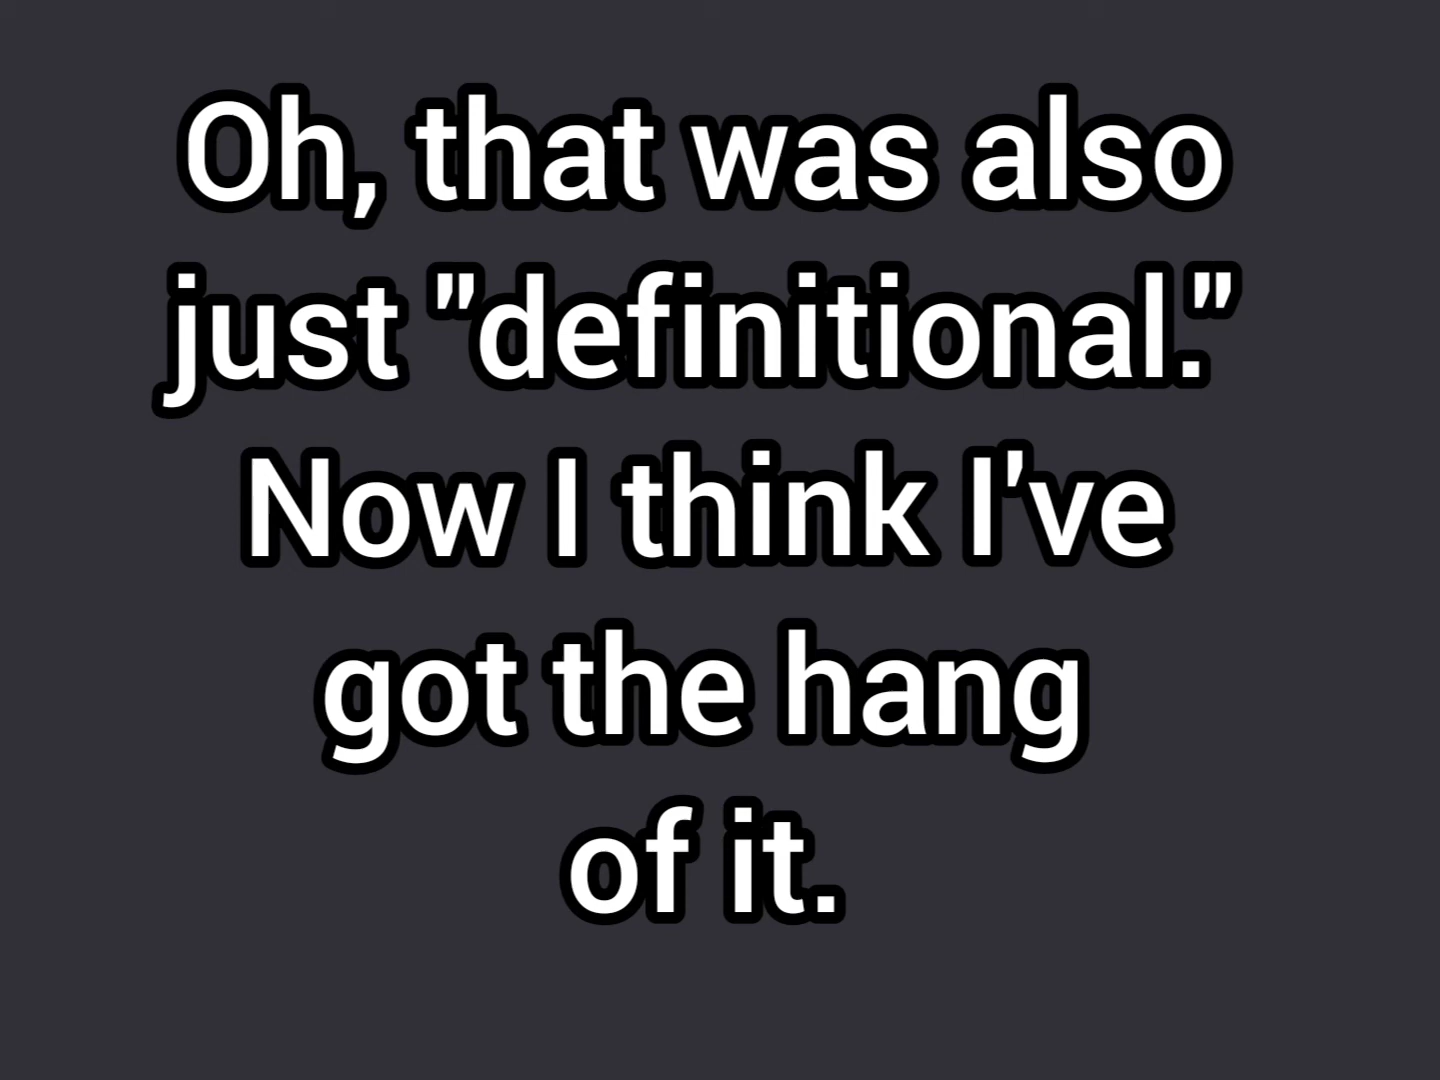 Oh, that was also
just "definitional."
Now I think I've
got the hang
of it.